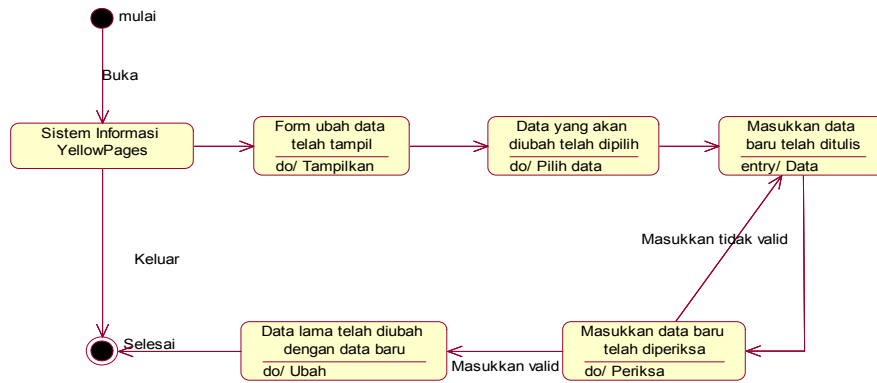 mulai
Buka
Sistem Informasi
YellowPages
Form ubah data
telah tampil
do/ Tampilkan
Data yang akan
diubah telah dipilih
do/ Pilih data
Masukkan data
baru telah ditulis
entry/ Data
Masukkan tidak valid
Keluar
Selesai
Data lama telah diubah
dengan data baru
do/ Ubah
Masukkan valid
Masukkan data baru
telah diperiksa
do/ Periksa